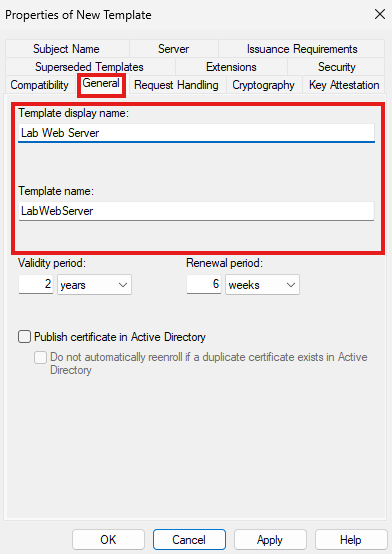 Properties of New Template
Subject Name Server Issuance Requirements
Superseded Templates Extensions Security
Compatibility General Request Handling Cryptography Key Attestation
Template display name:
Lab Web Server
Template name:
LabWebServer
Validity period: Renewal period:
2 years 6 weeks
Publish certificate in Active Directory
Do not automatically reenroll if a duplicate certificate exists in Active
Directory
OK Cancel Apply Help